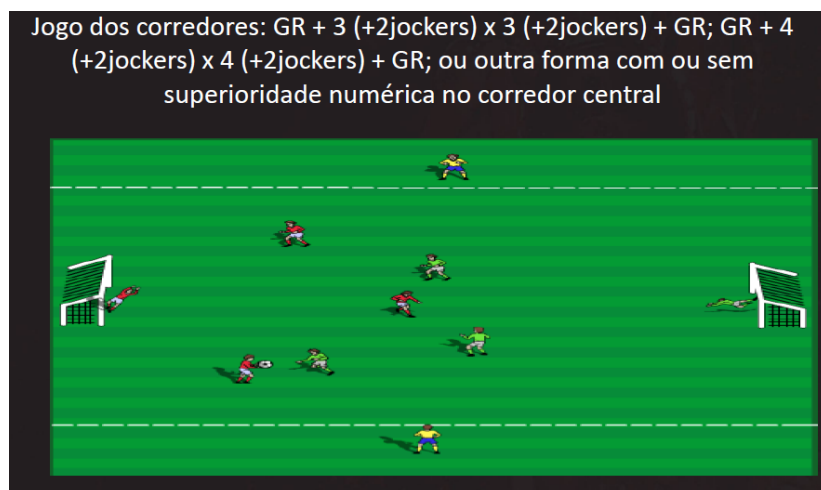 Jogo dos corredores: GR + 3 (+2jockers) x 3 (+2jockers) + GR; GR + 4
(+2jockers) x 4 (+2jockers) + GR; ou outra forma com ou sem
superioridade numérica no corredor central